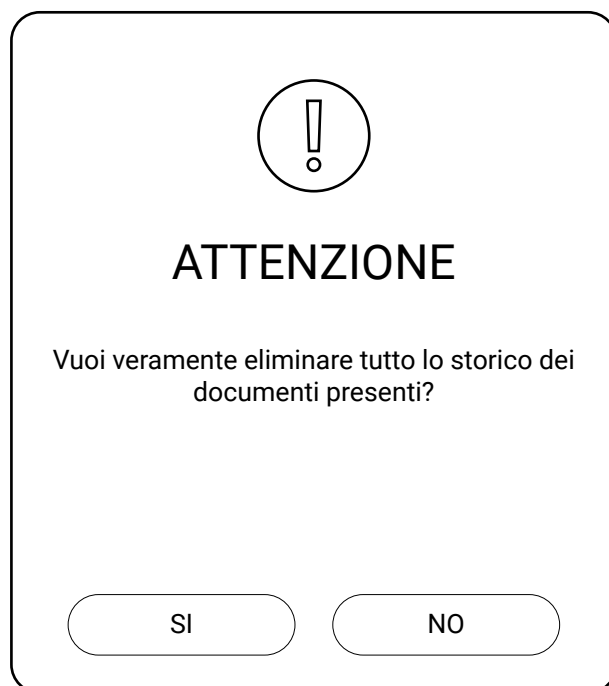 ATTENZIONE
Vuoi veramente eliminare tutto lo storico dei
documenti presenti?
SI
NO